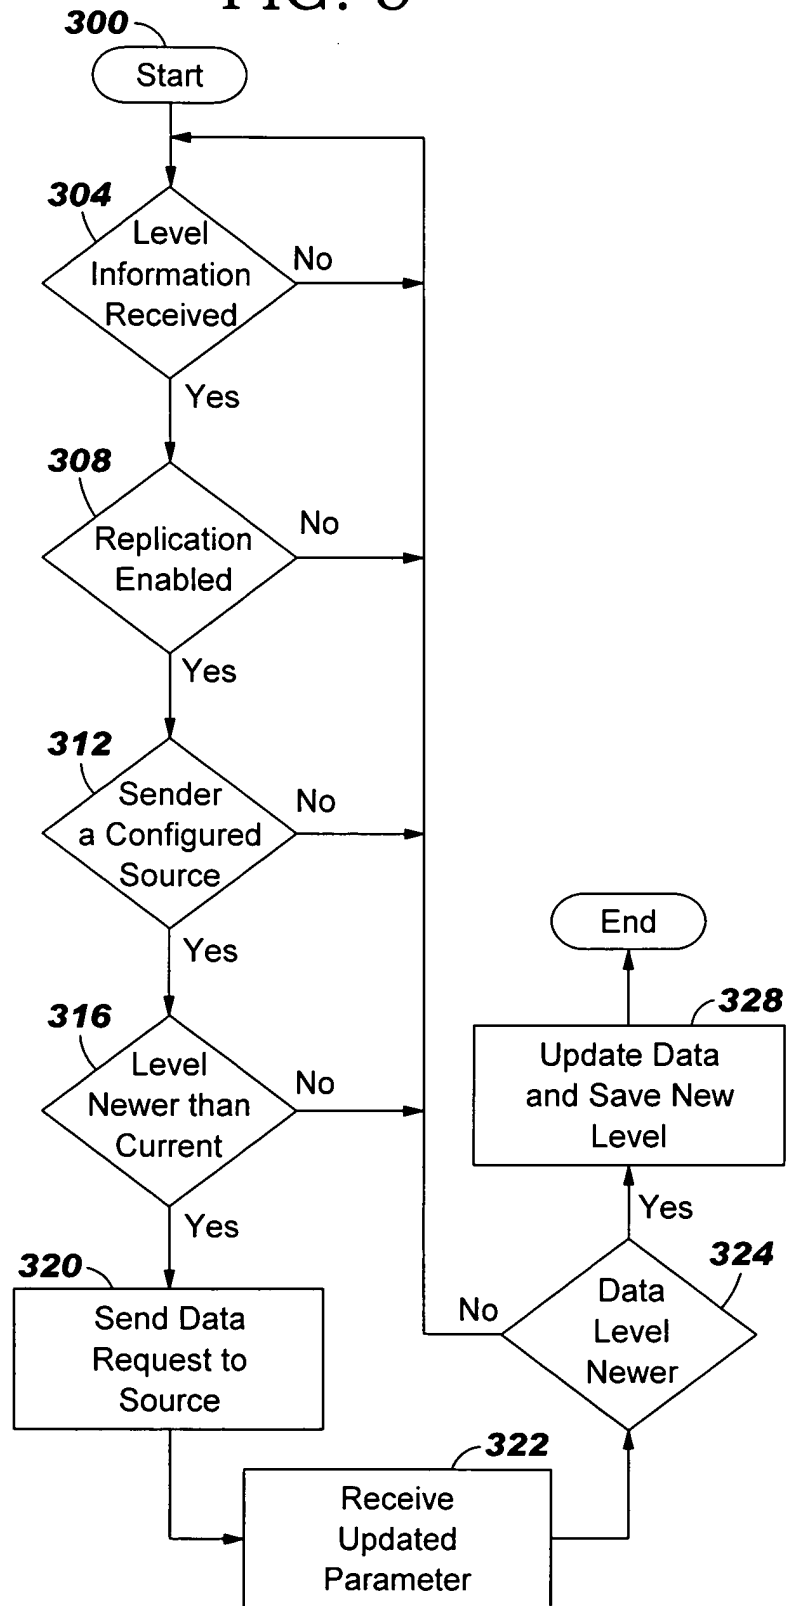 300
Start
304
Level
Information
Received
No
Yes
308
Replication
Enabled
No
Yes
312
Sender
a Configured
Source
No
Yes
316
Level
Newer than
Current
No
Yes
320
Send Data
Request to
Source
322
Receive
Updated
Parameter
324
Data
Level
Newer
No
Yes
328
Update Data
and Save New
Level
End